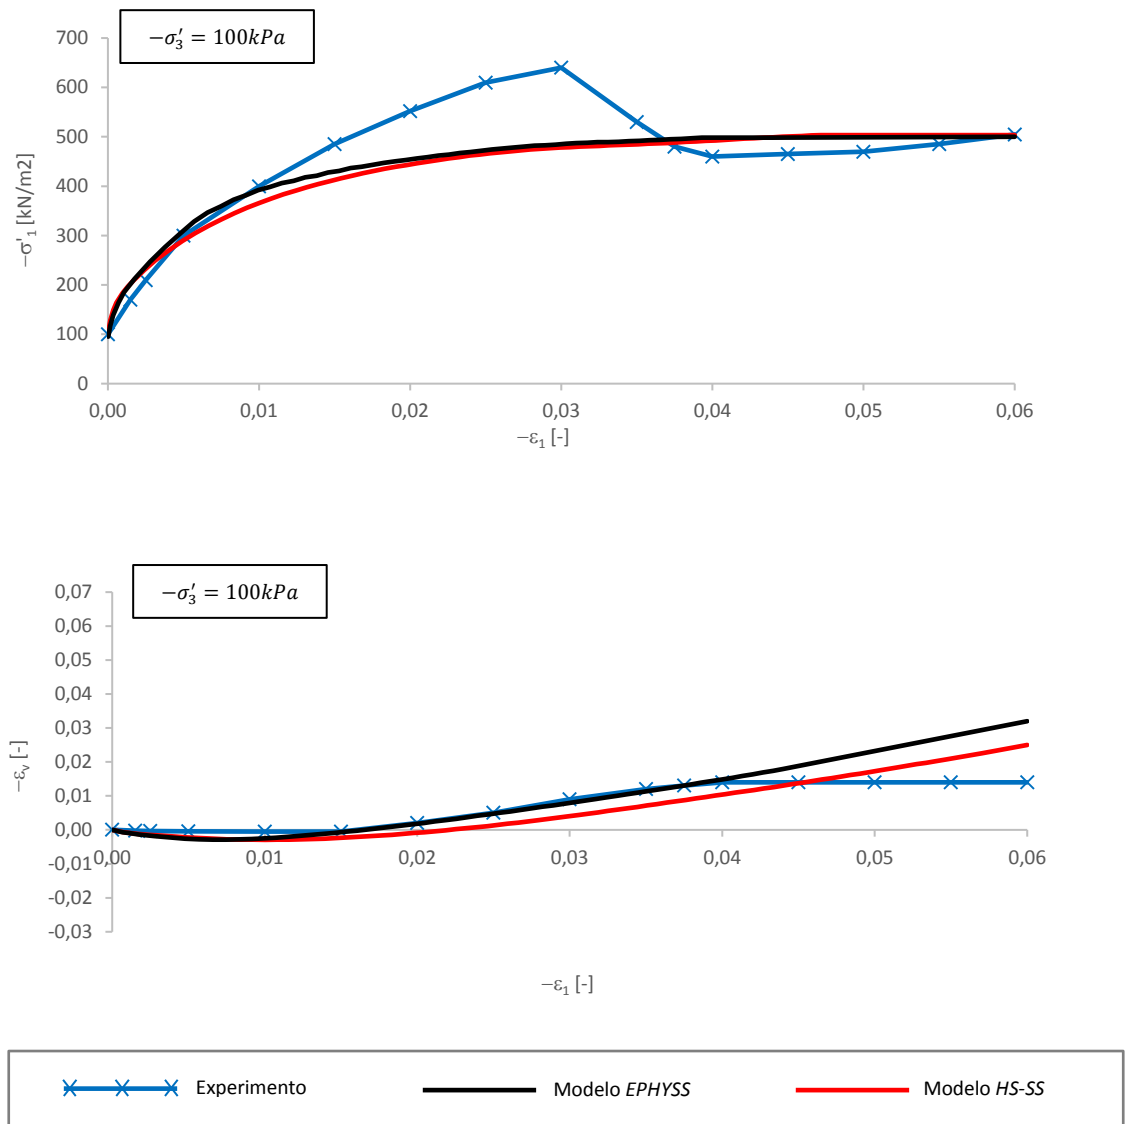 −σ′₃ = 100kPa
700
600
500
400
300
200
100
0
−σ'₁ [kN/m2]
0,00 0,01 0,02 0,03 0,04 0,05 0,06
−ε₁ [-]
−σ′₃ = 100kPa
0,07
0,06
0,05
0,04
0,03
0,02
0,01
0,00
-0,01
-0,02
-0,03
−εᵥ [-]
0,00 0,01 0,02 0,03 0,04 0,05 0,06
−ε₁ [-]
Experimento Modelo EPHYSS Modelo HS-SS